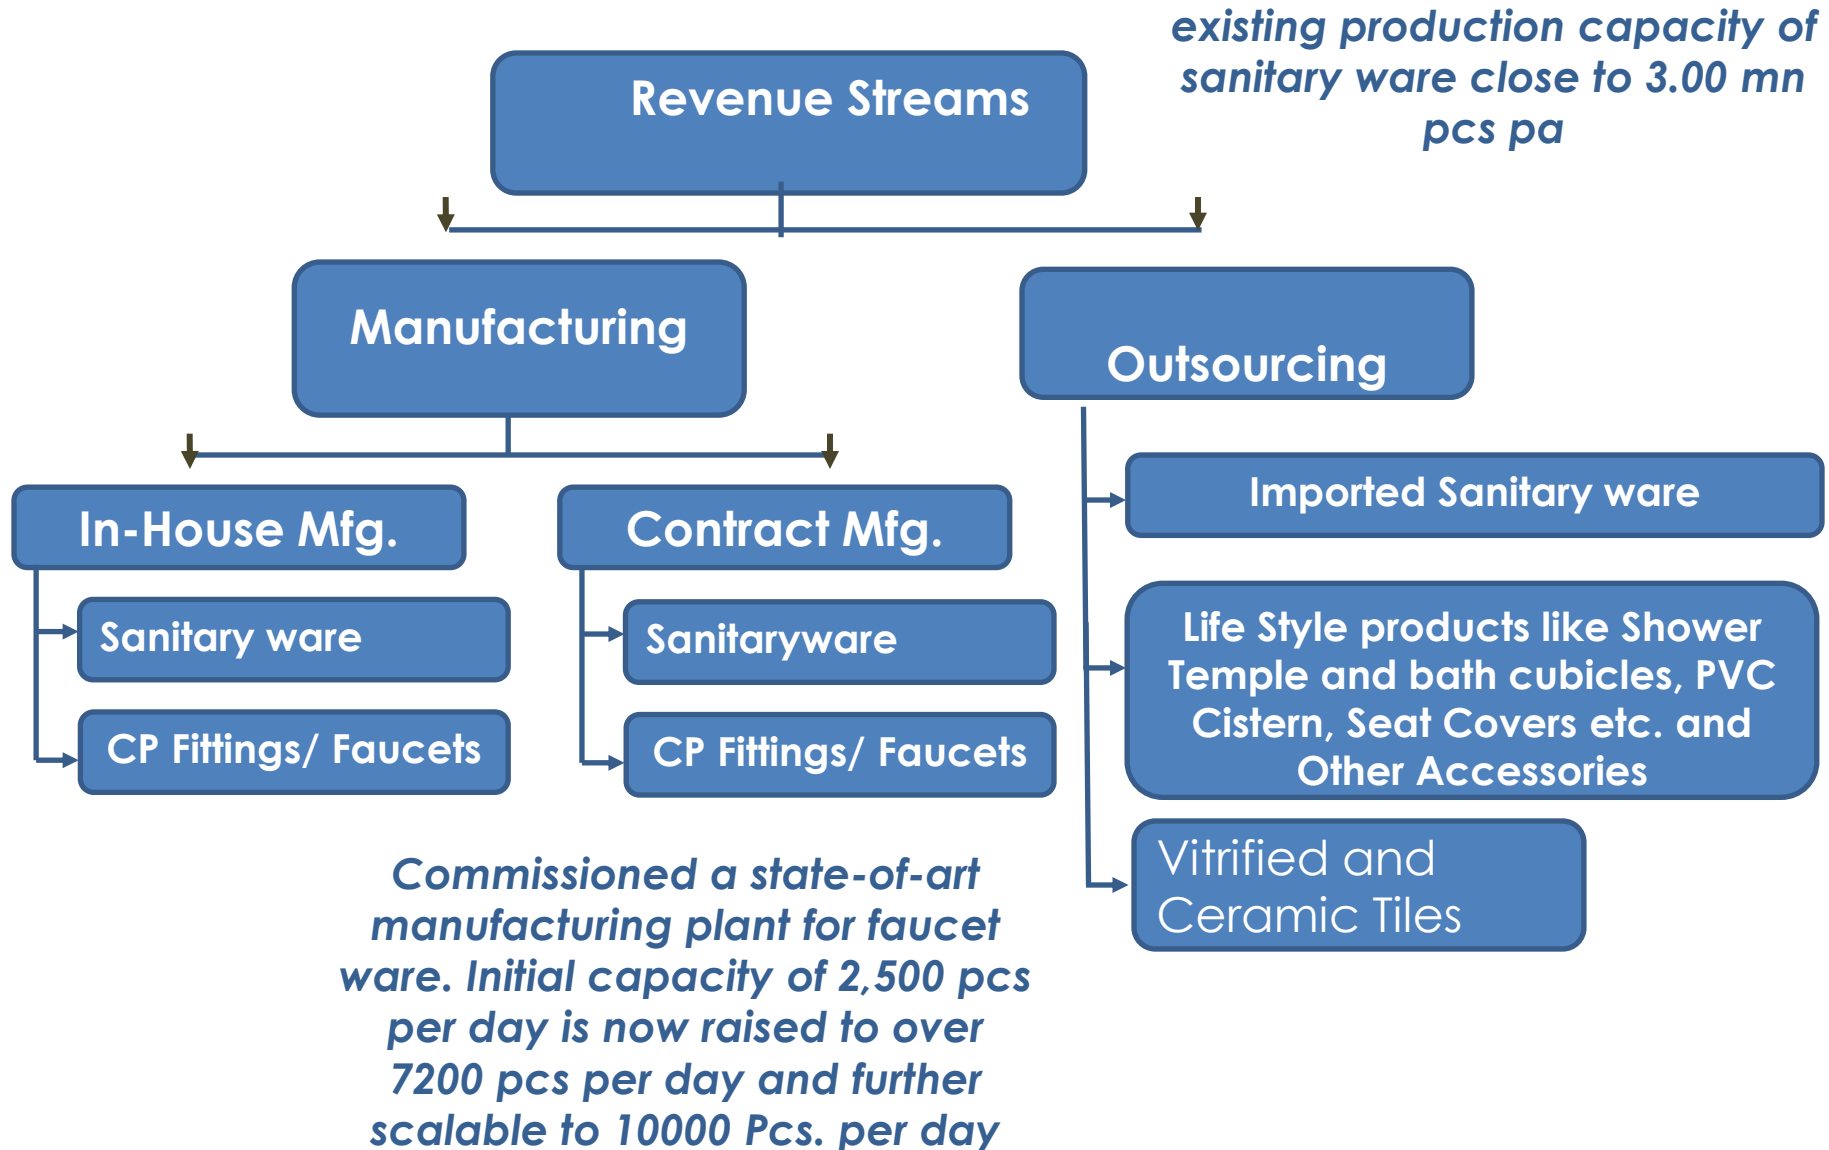 existing production capacity of
sanitary ware close to 3.00 mn
pcs pa
Revenue Streams
Manufacturing
Outsourcing
In-House Mfg.
Contract Mfg.
Sanitary ware
CP Fittings/ Faucets
Sanitaryware
CP Fittings/ Faucets
Imported Sanitary ware
Life Style products like Shower
Temple and bath cubicles, PVC
Cistern, Seat Covers etc. and
Other Accessories
Vitrified and
Ceramic Tiles
Commissioned a state-of-art
manufacturing plant for faucet
ware. Initial capacity of 2,500 pcs
per day is now raised to over
7200 pcs per day and further
scalable to 10000 Pcs. per day